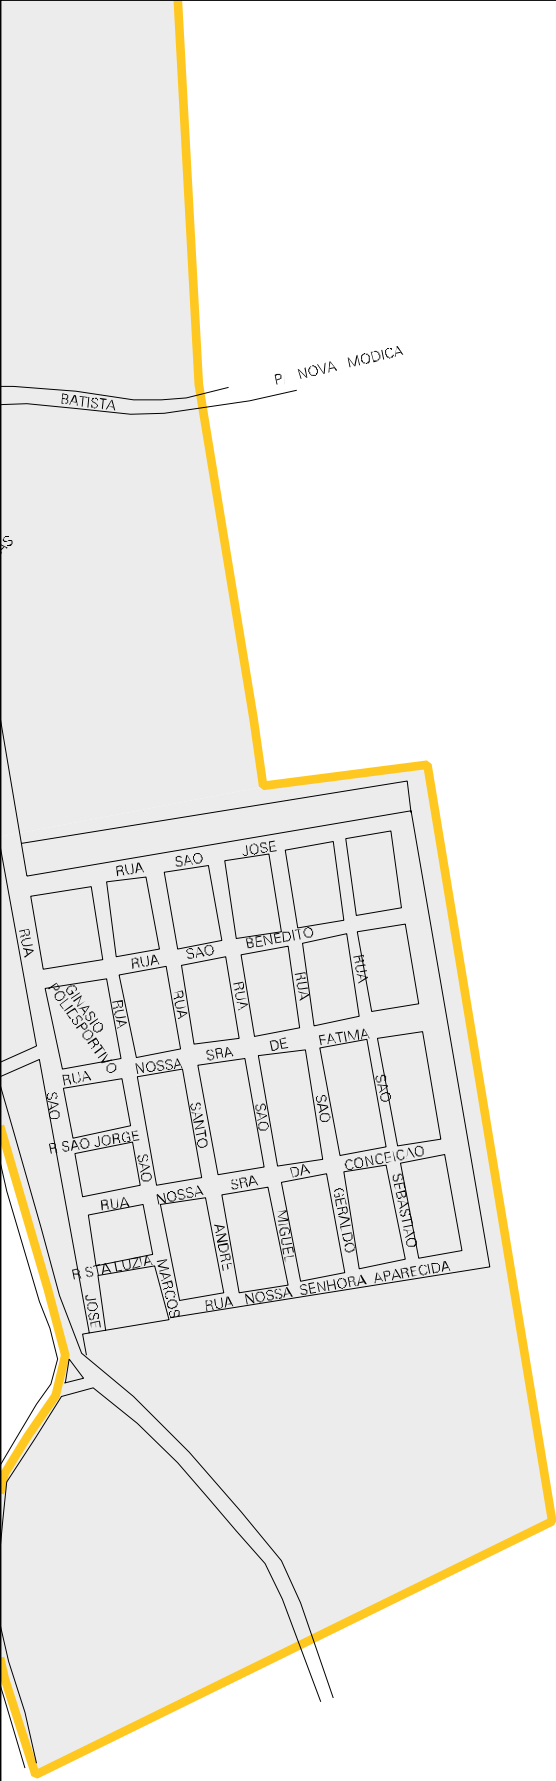 P NOVA MODICA
BATISTA
RUA SAO JOSE
RUA SAO BENEDITO
GINASIO
POLIESPORTIVO
RUA NOSSA SRA DE FATIMA
R SAO JORGE
RUA NOSSA SRA DA CONCEICAO
R STA LUZIA
RUA NOSSA SENHORA APARECIDA
RUA SAO JOSE
RUA SAO MARCOS
RUA SANTO ANDRE
RUA SAO MIGUEL
RUA SAO GERALDO
RUA SAO SEBASTIAO